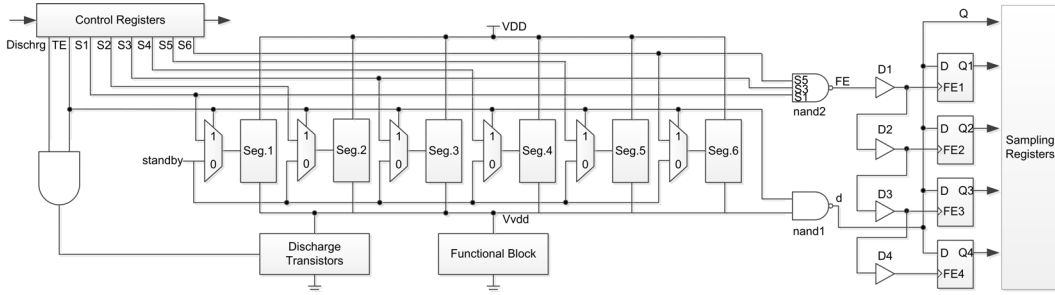 Control Registers
Dischrg TE S1 S2 S3 S4 S5 S6
VDD
Q
S5
S3
S1
FE
nand2
D1
D Q1
FE1
D2
D Q2
FE2
D3
D Q3
FE3
D4
D Q4
FE4
Sampling
Registers
standby
1
0
Seg.1
1
0
Seg.2
1
0
Seg.3
1
0
Seg.4
1
0
Seg.5
1
0
Seg.6
d
nand1
Vvdd
Discharge
Transistors
Functional Block